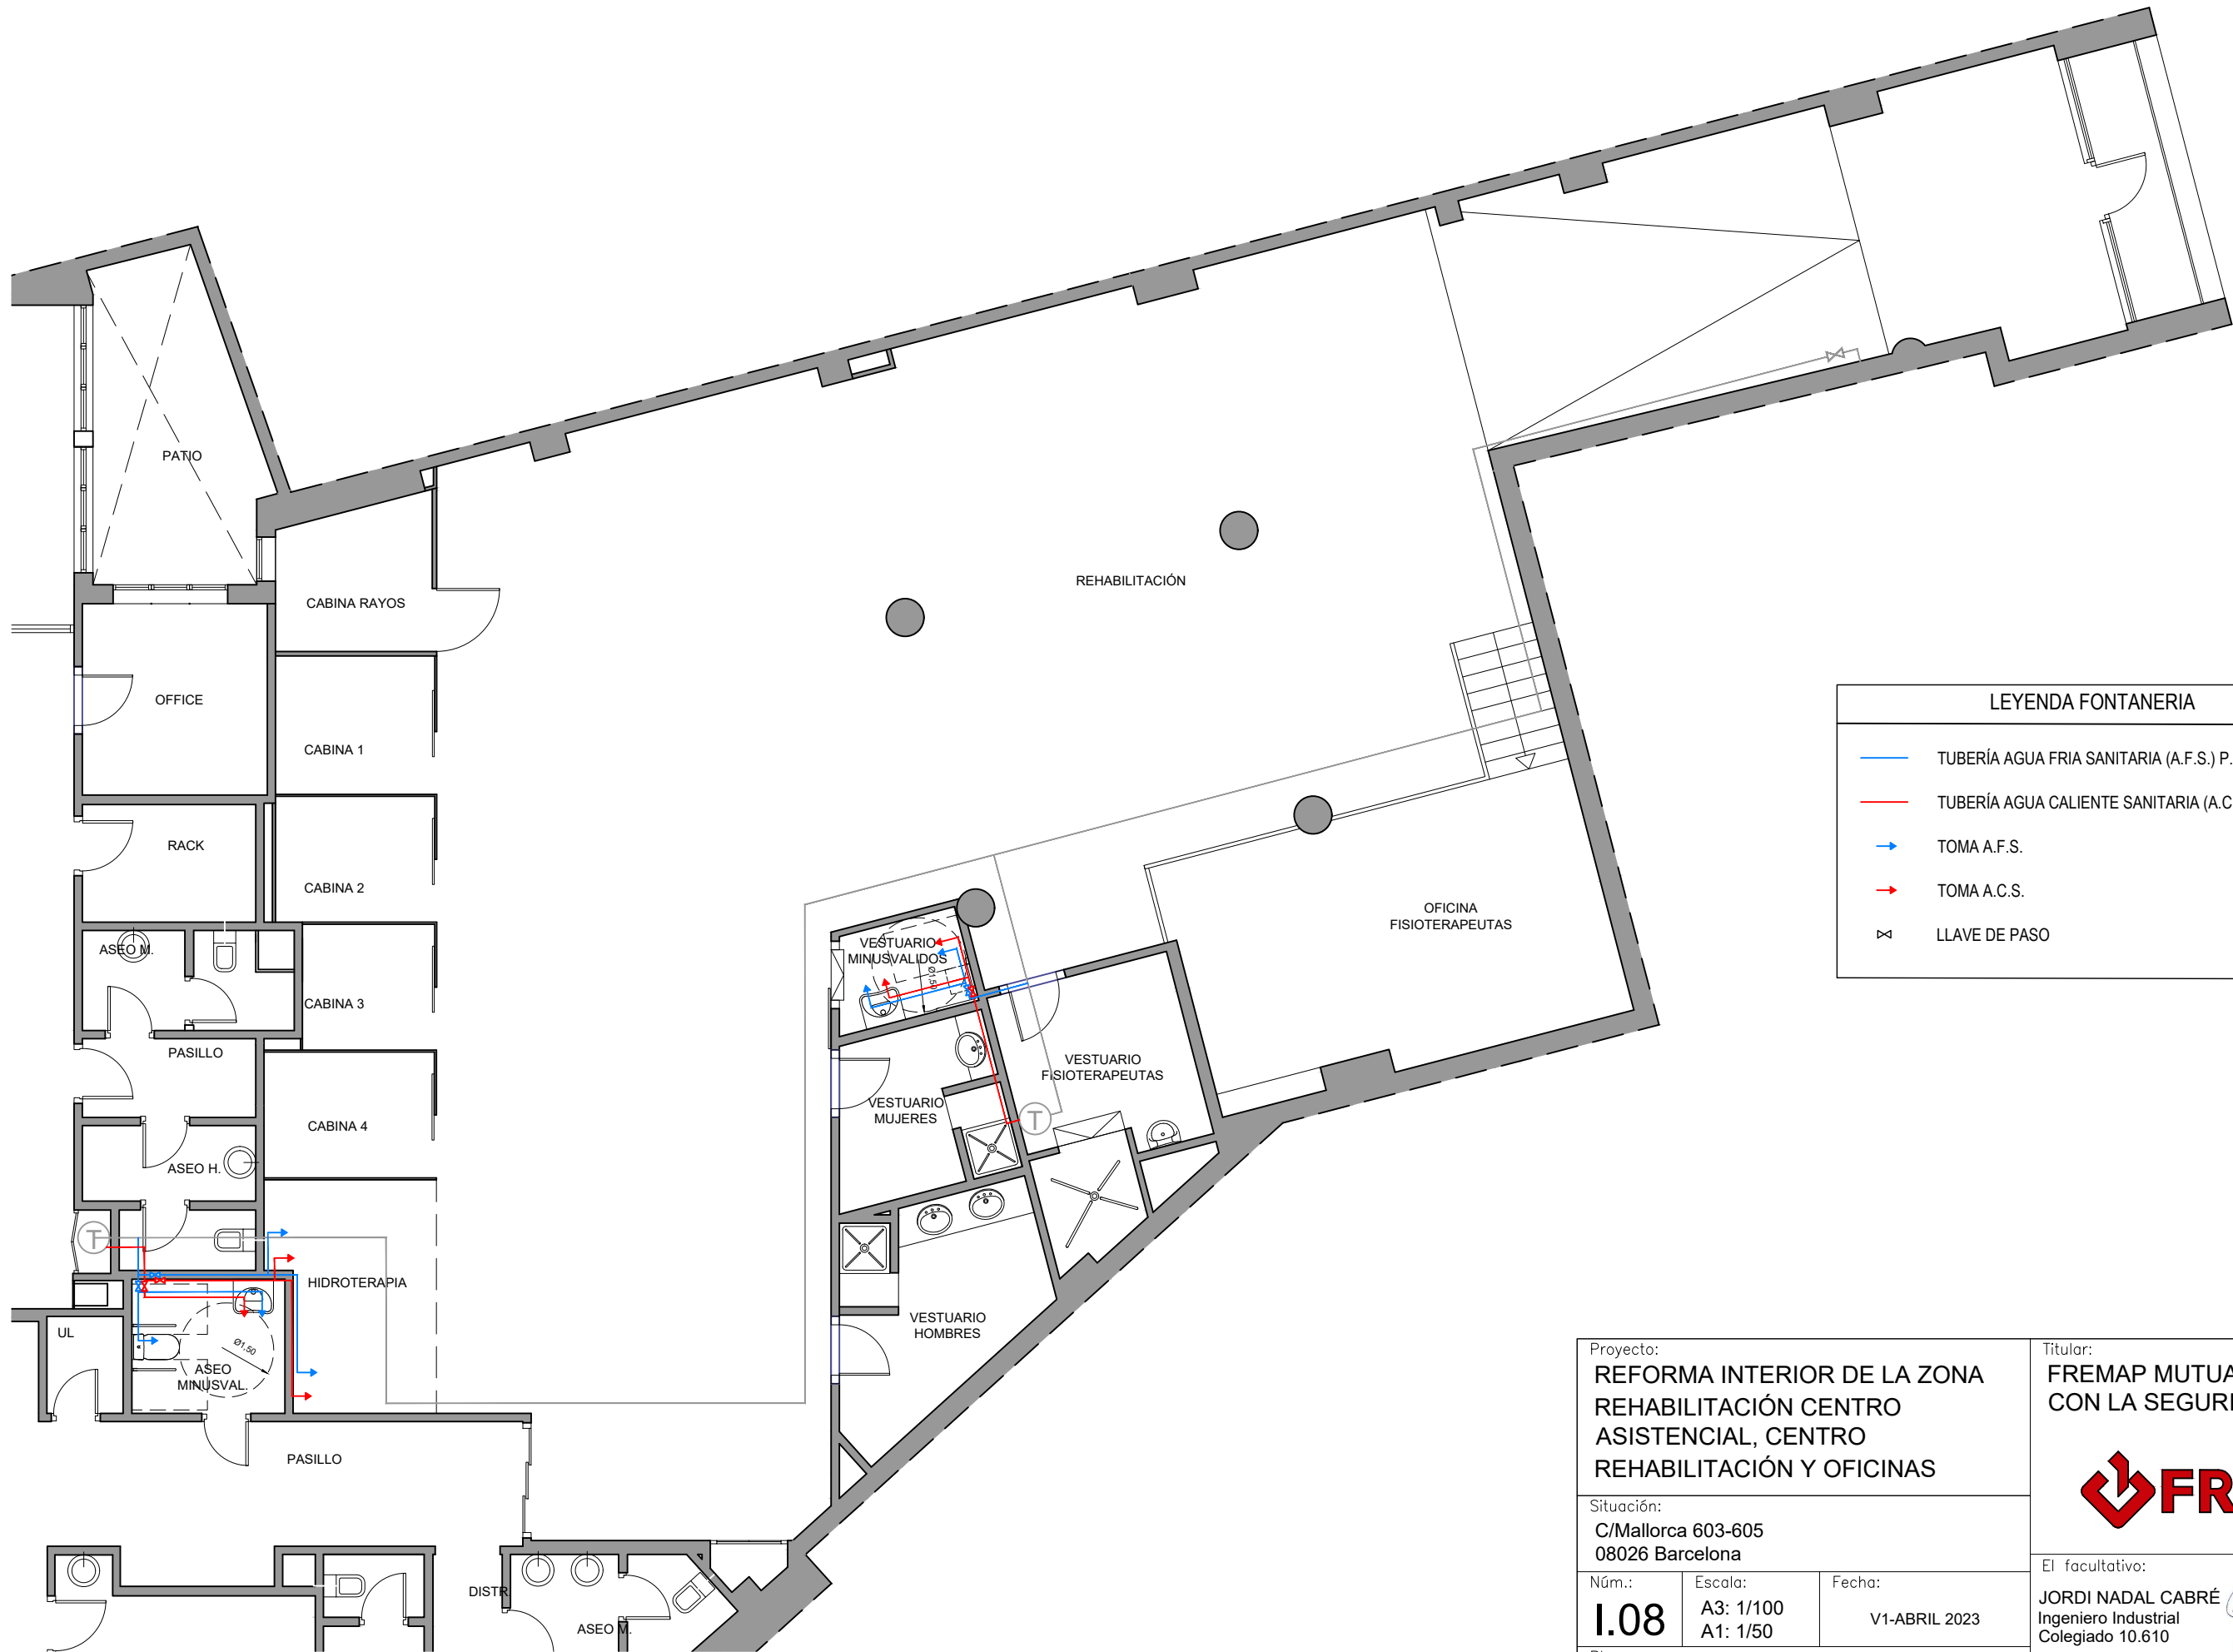 PATIO
CABINA RAYOS
REHABILITACIÓN
OFFICE
CABINA 1
RACK
CABINA 2
ASEO M.
CABINA 3
PASILLO
CABINA 4
ASEO H.
T
HIDROTERAPIA
UL
Ø1,50
ASEO
MINUSVAL.
PASILLO
DISTR.
ASEO M.
VESTUARIO
MINUSVALIDOS
Ø1,50
VESTUARIO
MUJERES
VESTUARIO
FISIOTERAPEUTAS
T
VESTUARIO
HOMBRES
OFICINA
FISIOTERAPEUTAS
LEYENDA FONTANERIA
TUBERÍA AGUA FRIA SANITARIA (A.F.S.) P.
TUBERÍA AGUA CALIENTE SANITARIA (A.C
TOMA A.F.S.
TOMA A.C.S.
LLAVE DE PASO
Proyecto:
REFORMA INTERIOR DE LA ZONA
REHABILITACIÓN CENTRO
ASISTENCIAL, CENTRO
REHABILITACIÓN Y OFICINAS
Situación:
C/Mallorca 603-605
08026 Barcelona
Núm.:
I.08
Escala:
A3: 1/100
A1: 1/50
Fecha:
V1-ABRIL 2023
Titular:
FREMAP MUTUA
CON LA SEGURI
FR
El facultativo:
JORDI NADAL CABRÉ
Ingeniero Industrial
Colegiado 10.610